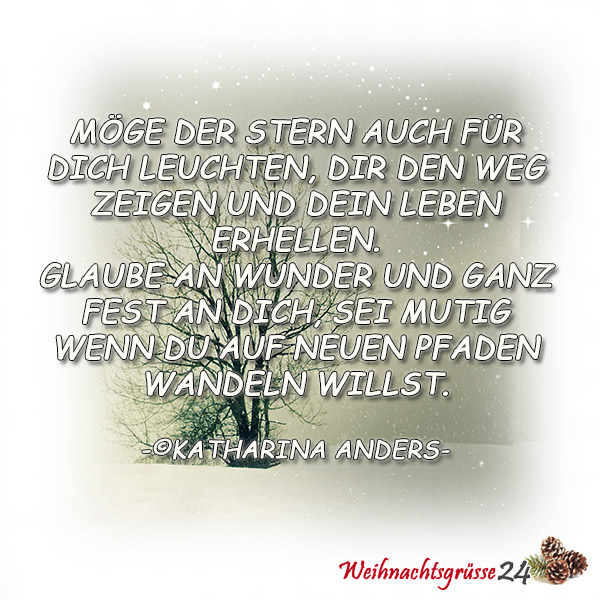 MÖGE DER STERN AUCH FÜR
DICH LEUCHTEN, DIR DEN WEG
ZEIGEN UND DEIN LEBEN
ERHELLEN.
GLAUBE AN WUNDER UND GANZ
FEST AN DICH, SEI MUTIG
WENN DU AUF NEUEN PFADEN
WANDELN WILLST.
-©KATHARINA ANDERS-
Weihnachtsgrüsse24